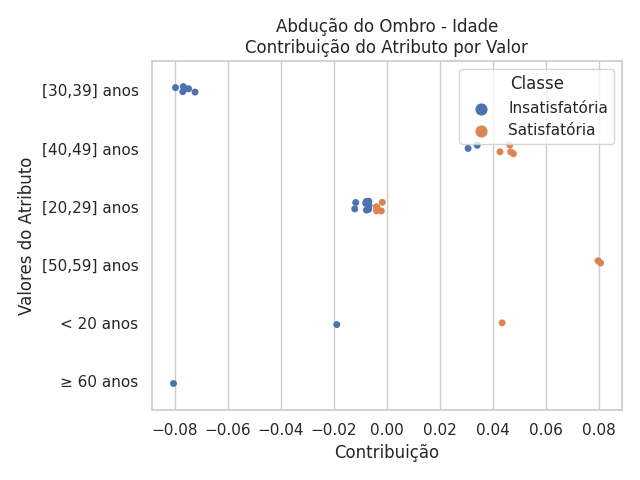 Abdução do Ombro - Idade
Contribuição do Atributo por Valor
Classe
Insatisfatória
Satisfatória
Valores do Atributo
[30,39] anos
[40,49] anos
[20,29] anos
[50,59] anos
< 20 anos
≥ 60 anos
−0.08 −0.06 −0.04 −0.02 0.00 0.02 0.04 0.06 0.08
Contribuição